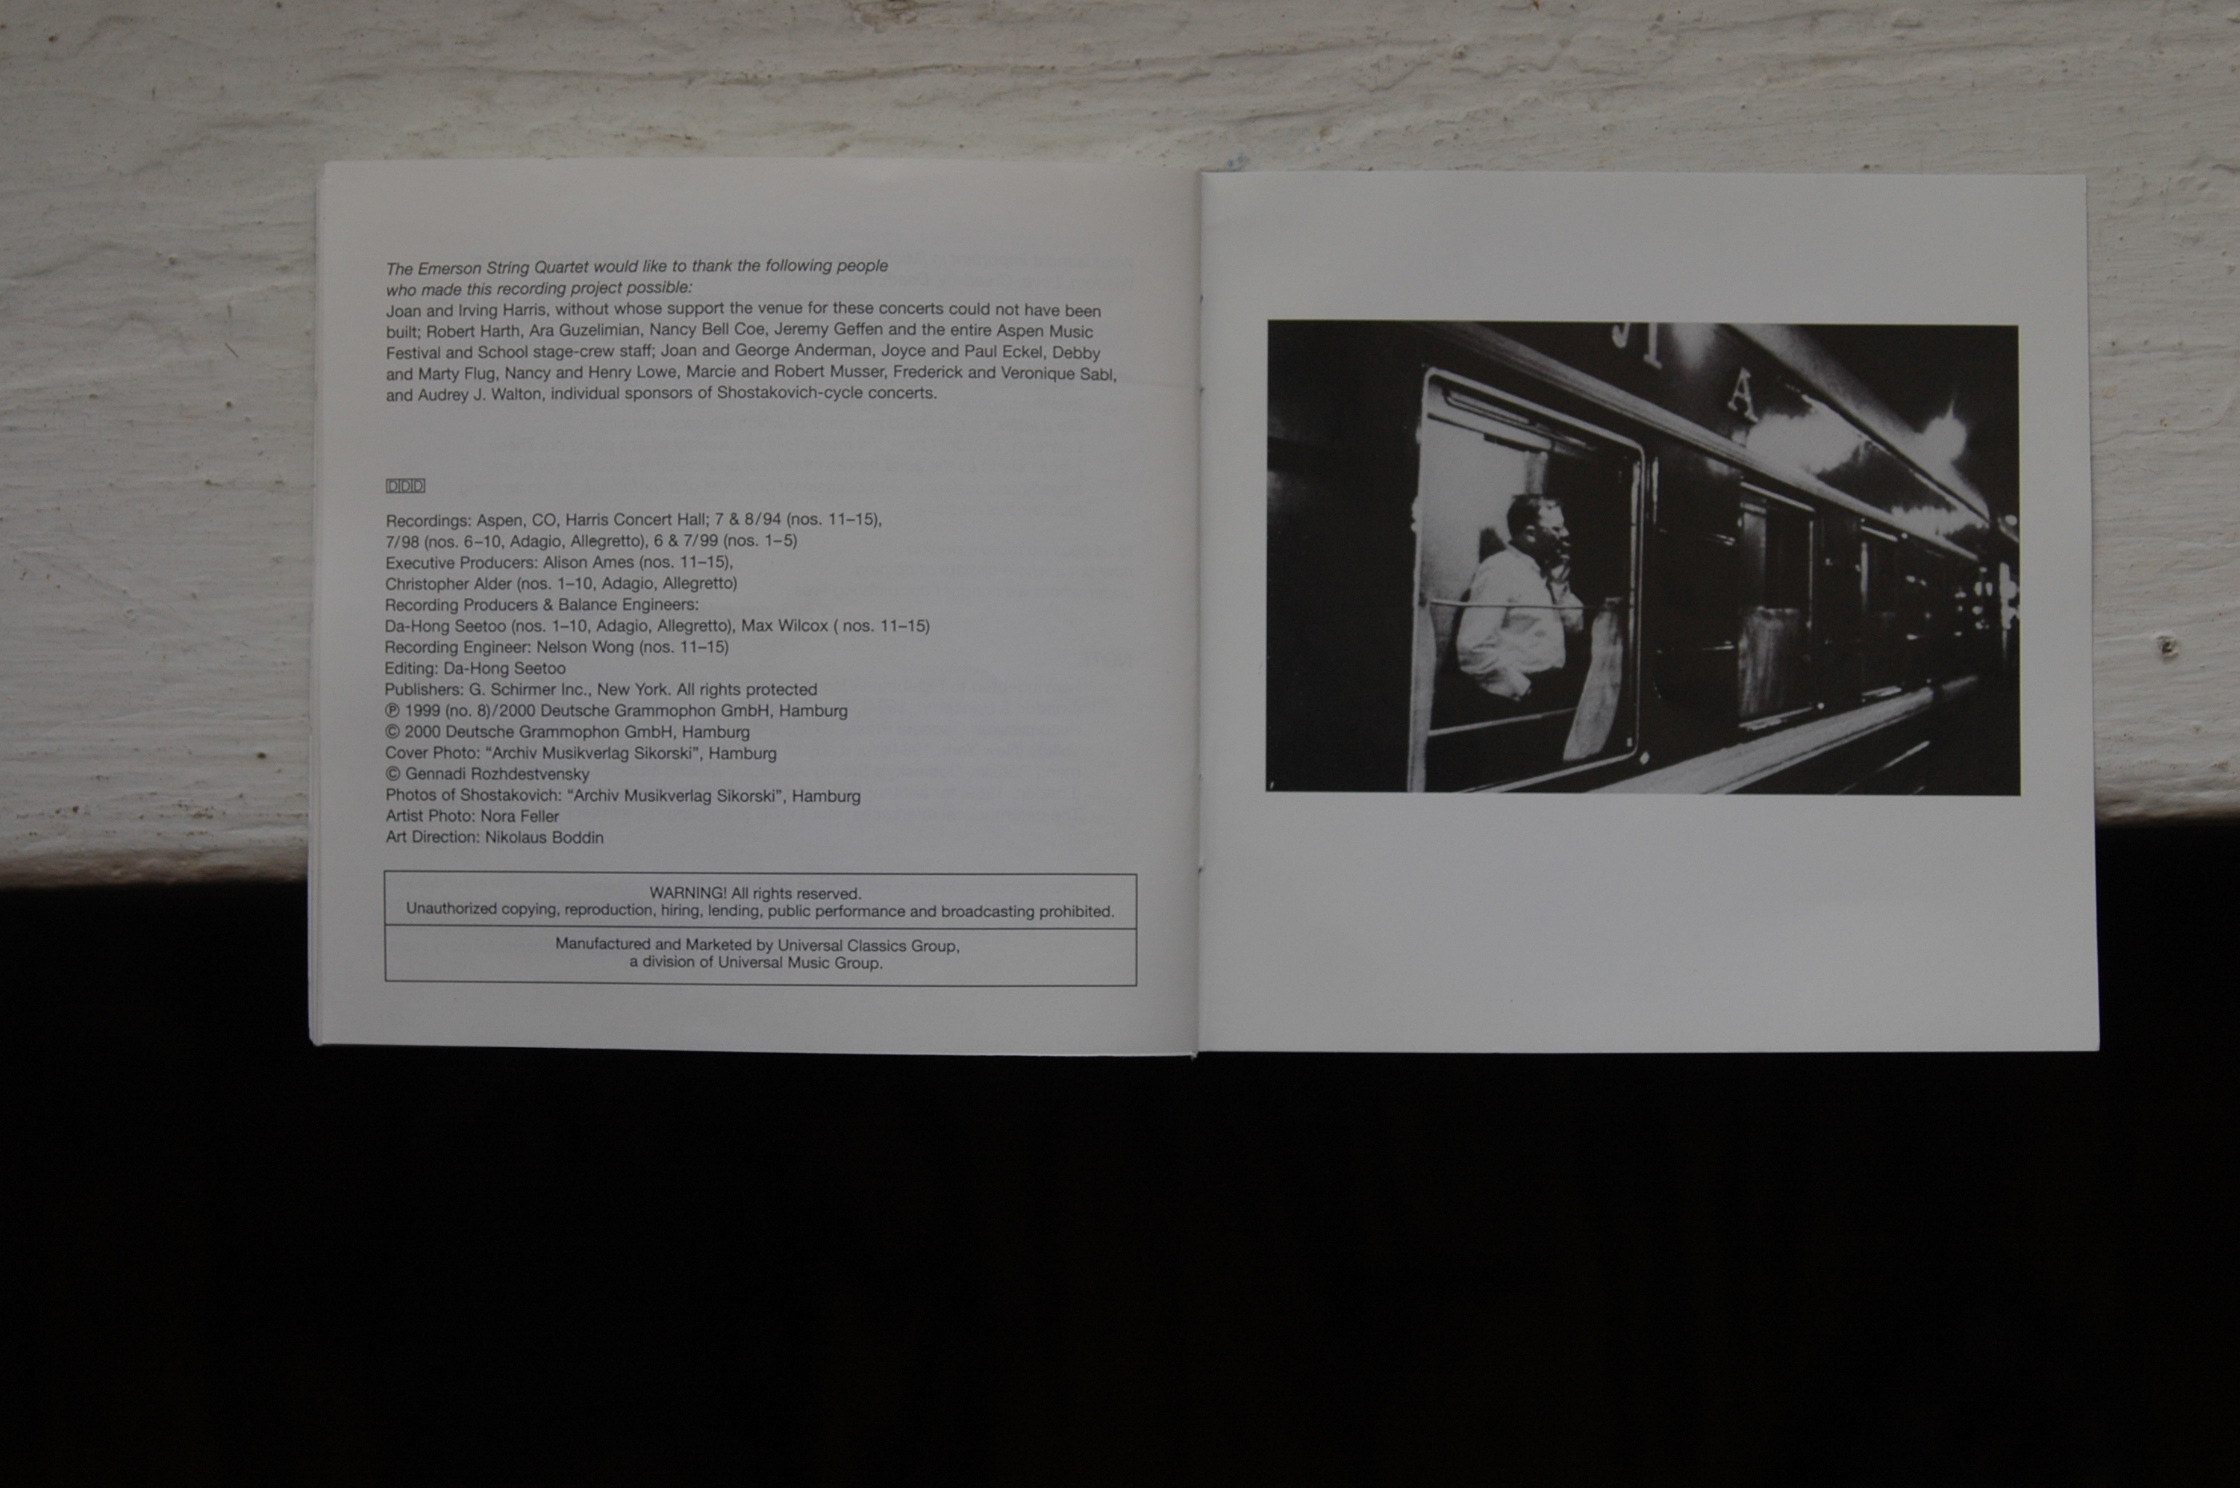 The Emerson String Quartet would like to thank the following people
who made this recording project possible:
Joan and Irving Harris, without whose support the venue for these concerts could not have been
built; Robert Harth, Ara Guzelimian, Nancy Bell Coe, Jeremy Geffen and the entire Aspen Music
Festival and School stage-crew staff; Joan and George Anderman, Joyce and Paul Eckel, Debby
and Marty Flug, Nancy and Henry Lowe, Marcie and Robert Musser, Frederick and Veronique Sabl,
and Audrey J. Walton, individual sponsors of Shostakovich-cycle concerts.
DDD
Recordings: Aspen, CO, Harris Concert Hall; 7 & 8/94 (nos. 11–15),
7/98 (nos. 6–10, Adagio, Allegretto), 6 & 7/99 (nos. 1–5)
Executive Producers: Alison Ames (nos. 11–15),
Christopher Alder (nos. 1–10, Adagio, Allegretto)
Recording Producers & Balance Engineers:
Da-Hong Seetoo (nos. 1–10, Adagio, Allegretto), Max Wilcox ( nos. 11–15)
Recording Engineer: Nelson Wong (nos. 11–15)
Editing: Da-Hong Seetoo
Publishers: G. Schirmer Inc., New York. All rights protected
℗ 1999 (no. 8)/2000 Deutsche Grammophon GmbH, Hamburg
© 2000 Deutsche Grammophon GmbH, Hamburg
Cover Photo: “Archiv Musikverlag Sikorski”, Hamburg
© Gennadi Rozhdestvensky
Photos of Shostakovich: “Archiv Musikverlag Sikorski”, Hamburg
Artist Photo: Nora Feller
Art Direction: Nikolaus Boddin
WARNING! All rights reserved.
Unauthorized copying, reproduction, hiring, lending, public performance and broadcasting prohibited.
Manufactured and Marketed by Universal Classics Group,
a division of Universal Music Group.